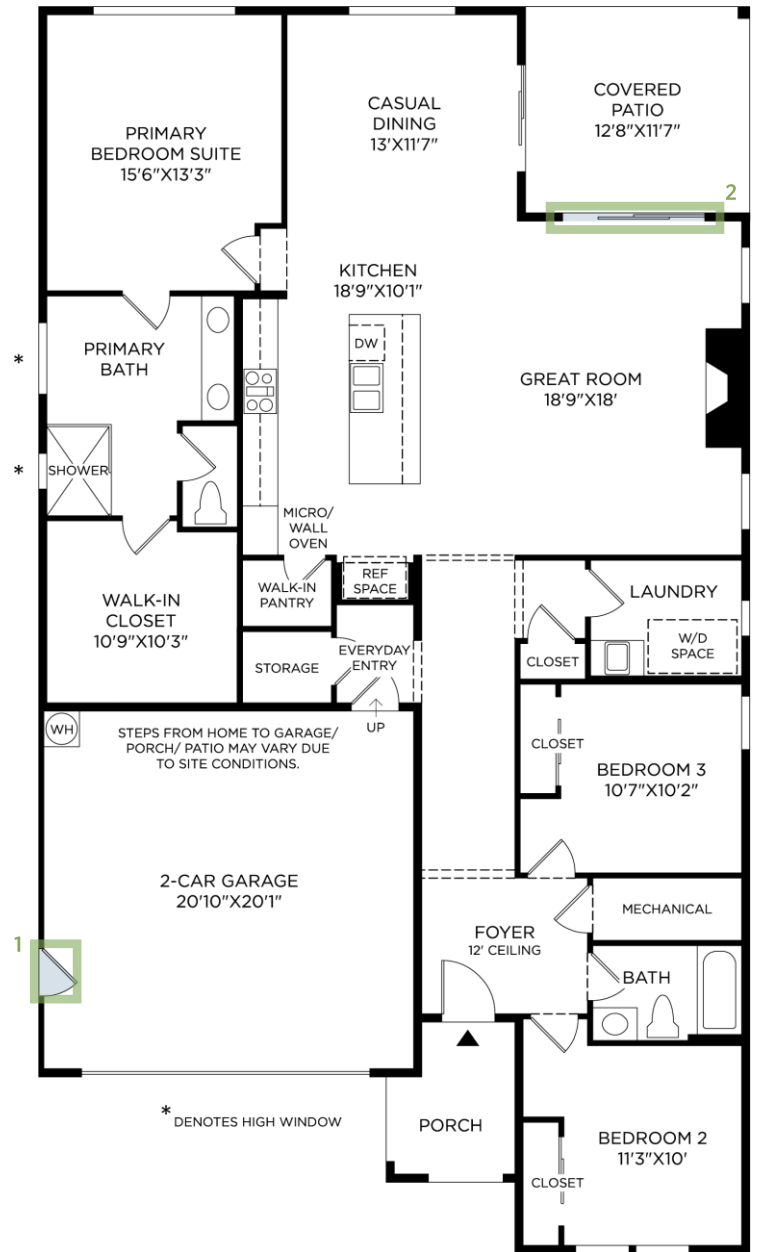 PRIMARY
BEDROOM SUITE
15'6"X13'3"
CASUAL
DINING
13'X11'7"
COVERED
PATIO
12'8"X11'7"
2
KITCHEN
18'9"X10'1"
DW
PRIMARY
BATH
*
GREAT ROOM
18'9"X18'
*
SHOWER
MICRO/
WALL
OVEN
WALK-IN
PANTRY
REF
SPACE
WALK-IN
CLOSET
10'9"X10'3"
LAUNDRY
W/D
SPACE
STORAGE
EVERYDAY
ENTRY
CLOSET
UP
WH
STEPS FROM HOME TO GARAGE/
PORCH/ PATIO MAY VARY DUE
TO SITE CONDITIONS.
CLOSET
BEDROOM 3
10'7"X10'2"
2-CAR GARAGE
20'10"X20'1"
MECHANICAL
1
FOYER
12' CEILING
BATH
* DENOTES HIGH WINDOW
PORCH
BEDROOM 2
11'3"X10'
CLOSET